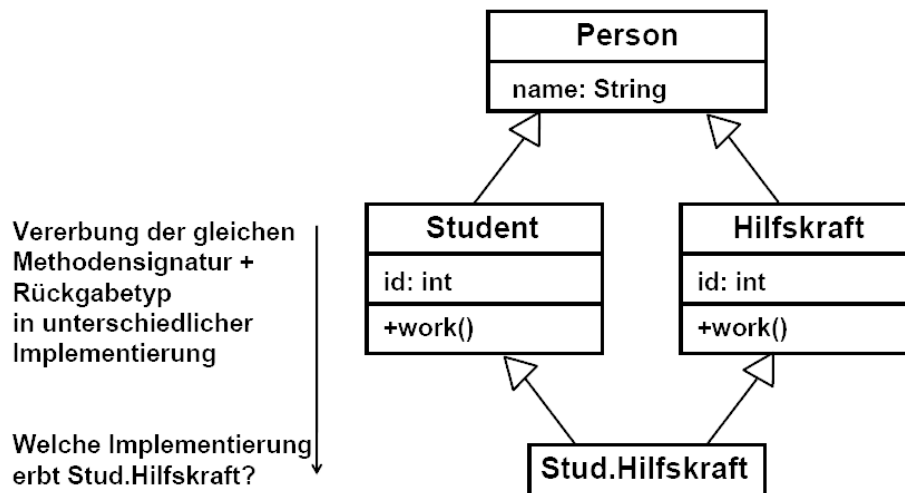 Person
name: String
Student
id: int
+work()
Hilfskraft
id: int
+work()
Stud.Hilfskraft
Vererbung der gleichen
Methodensignatur +
Rückgabetyp
in unterschiedlicher
Implementierung
Welche Implementierung
erbt Stud.Hilfskraft?